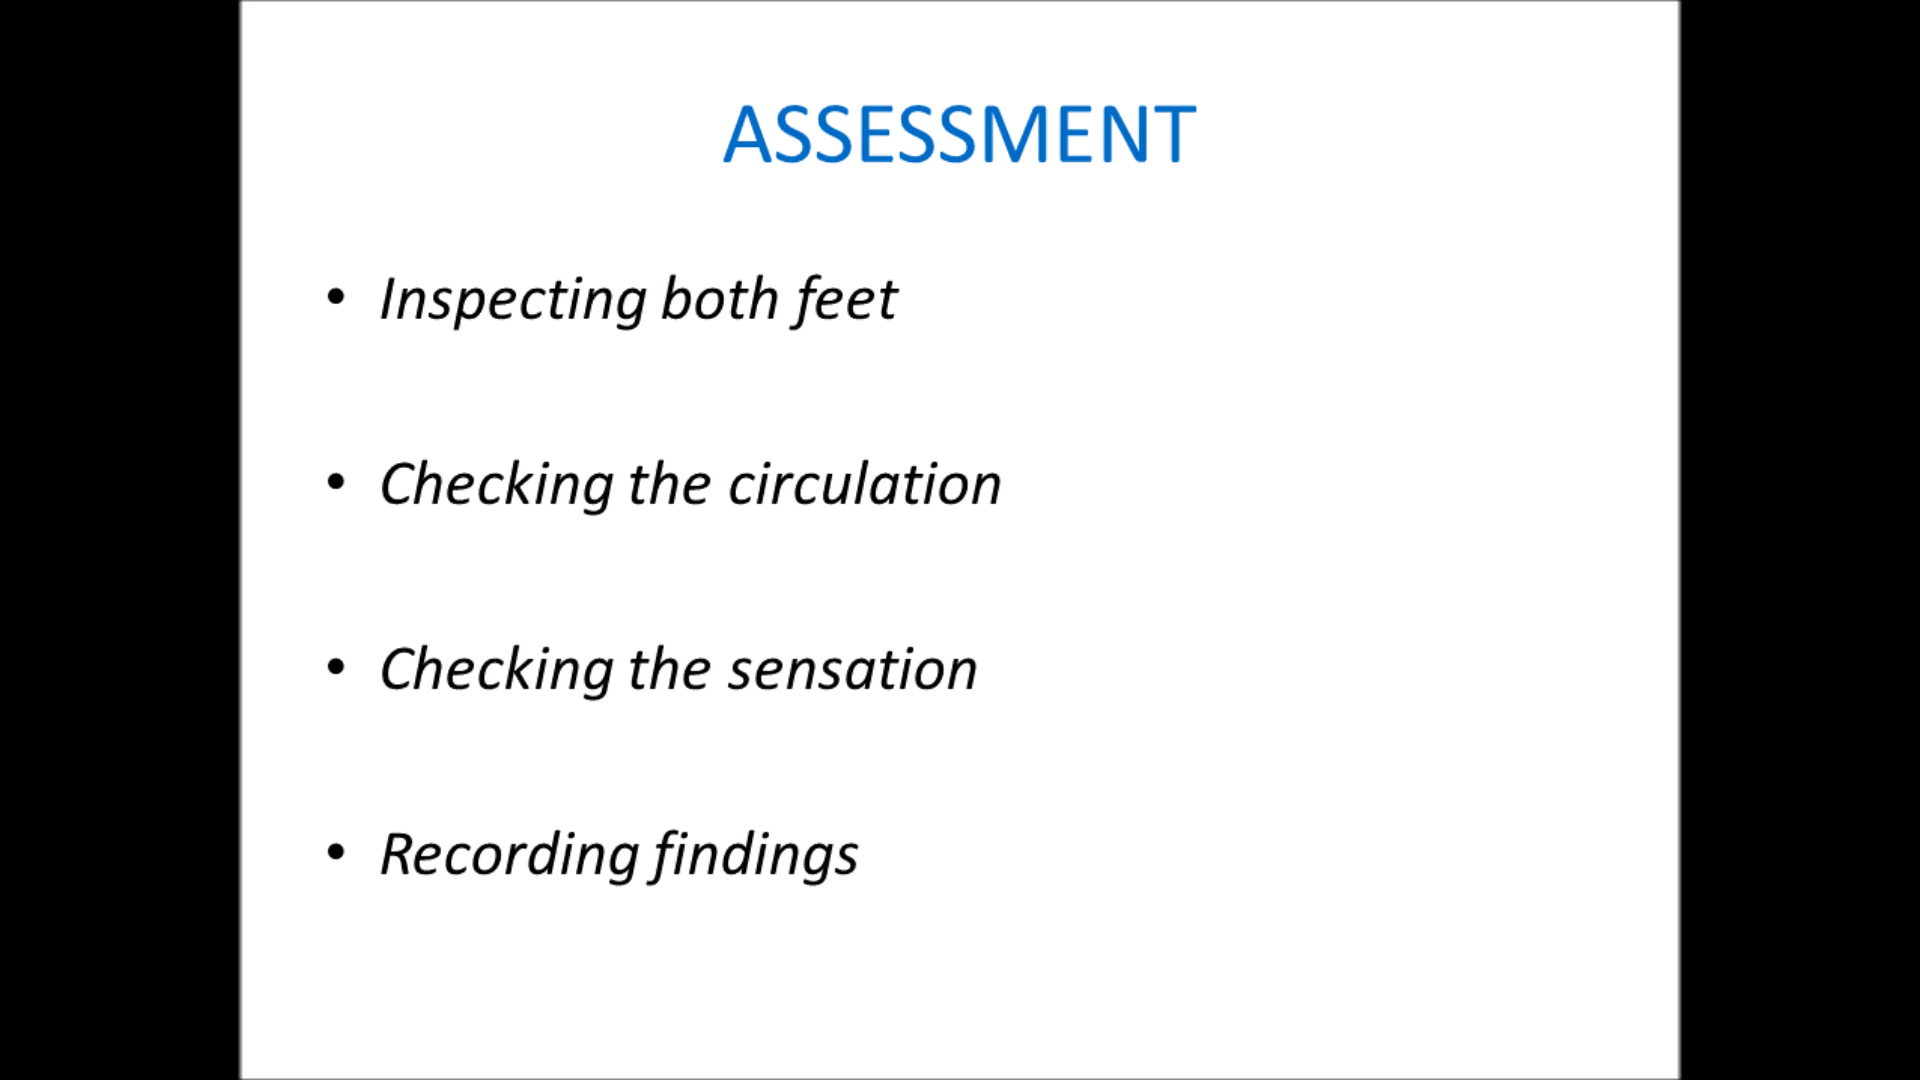 ASSESSMENT
• Inspecting both feet
• Checking the circulation
• Checking the sensation
• Recording findings